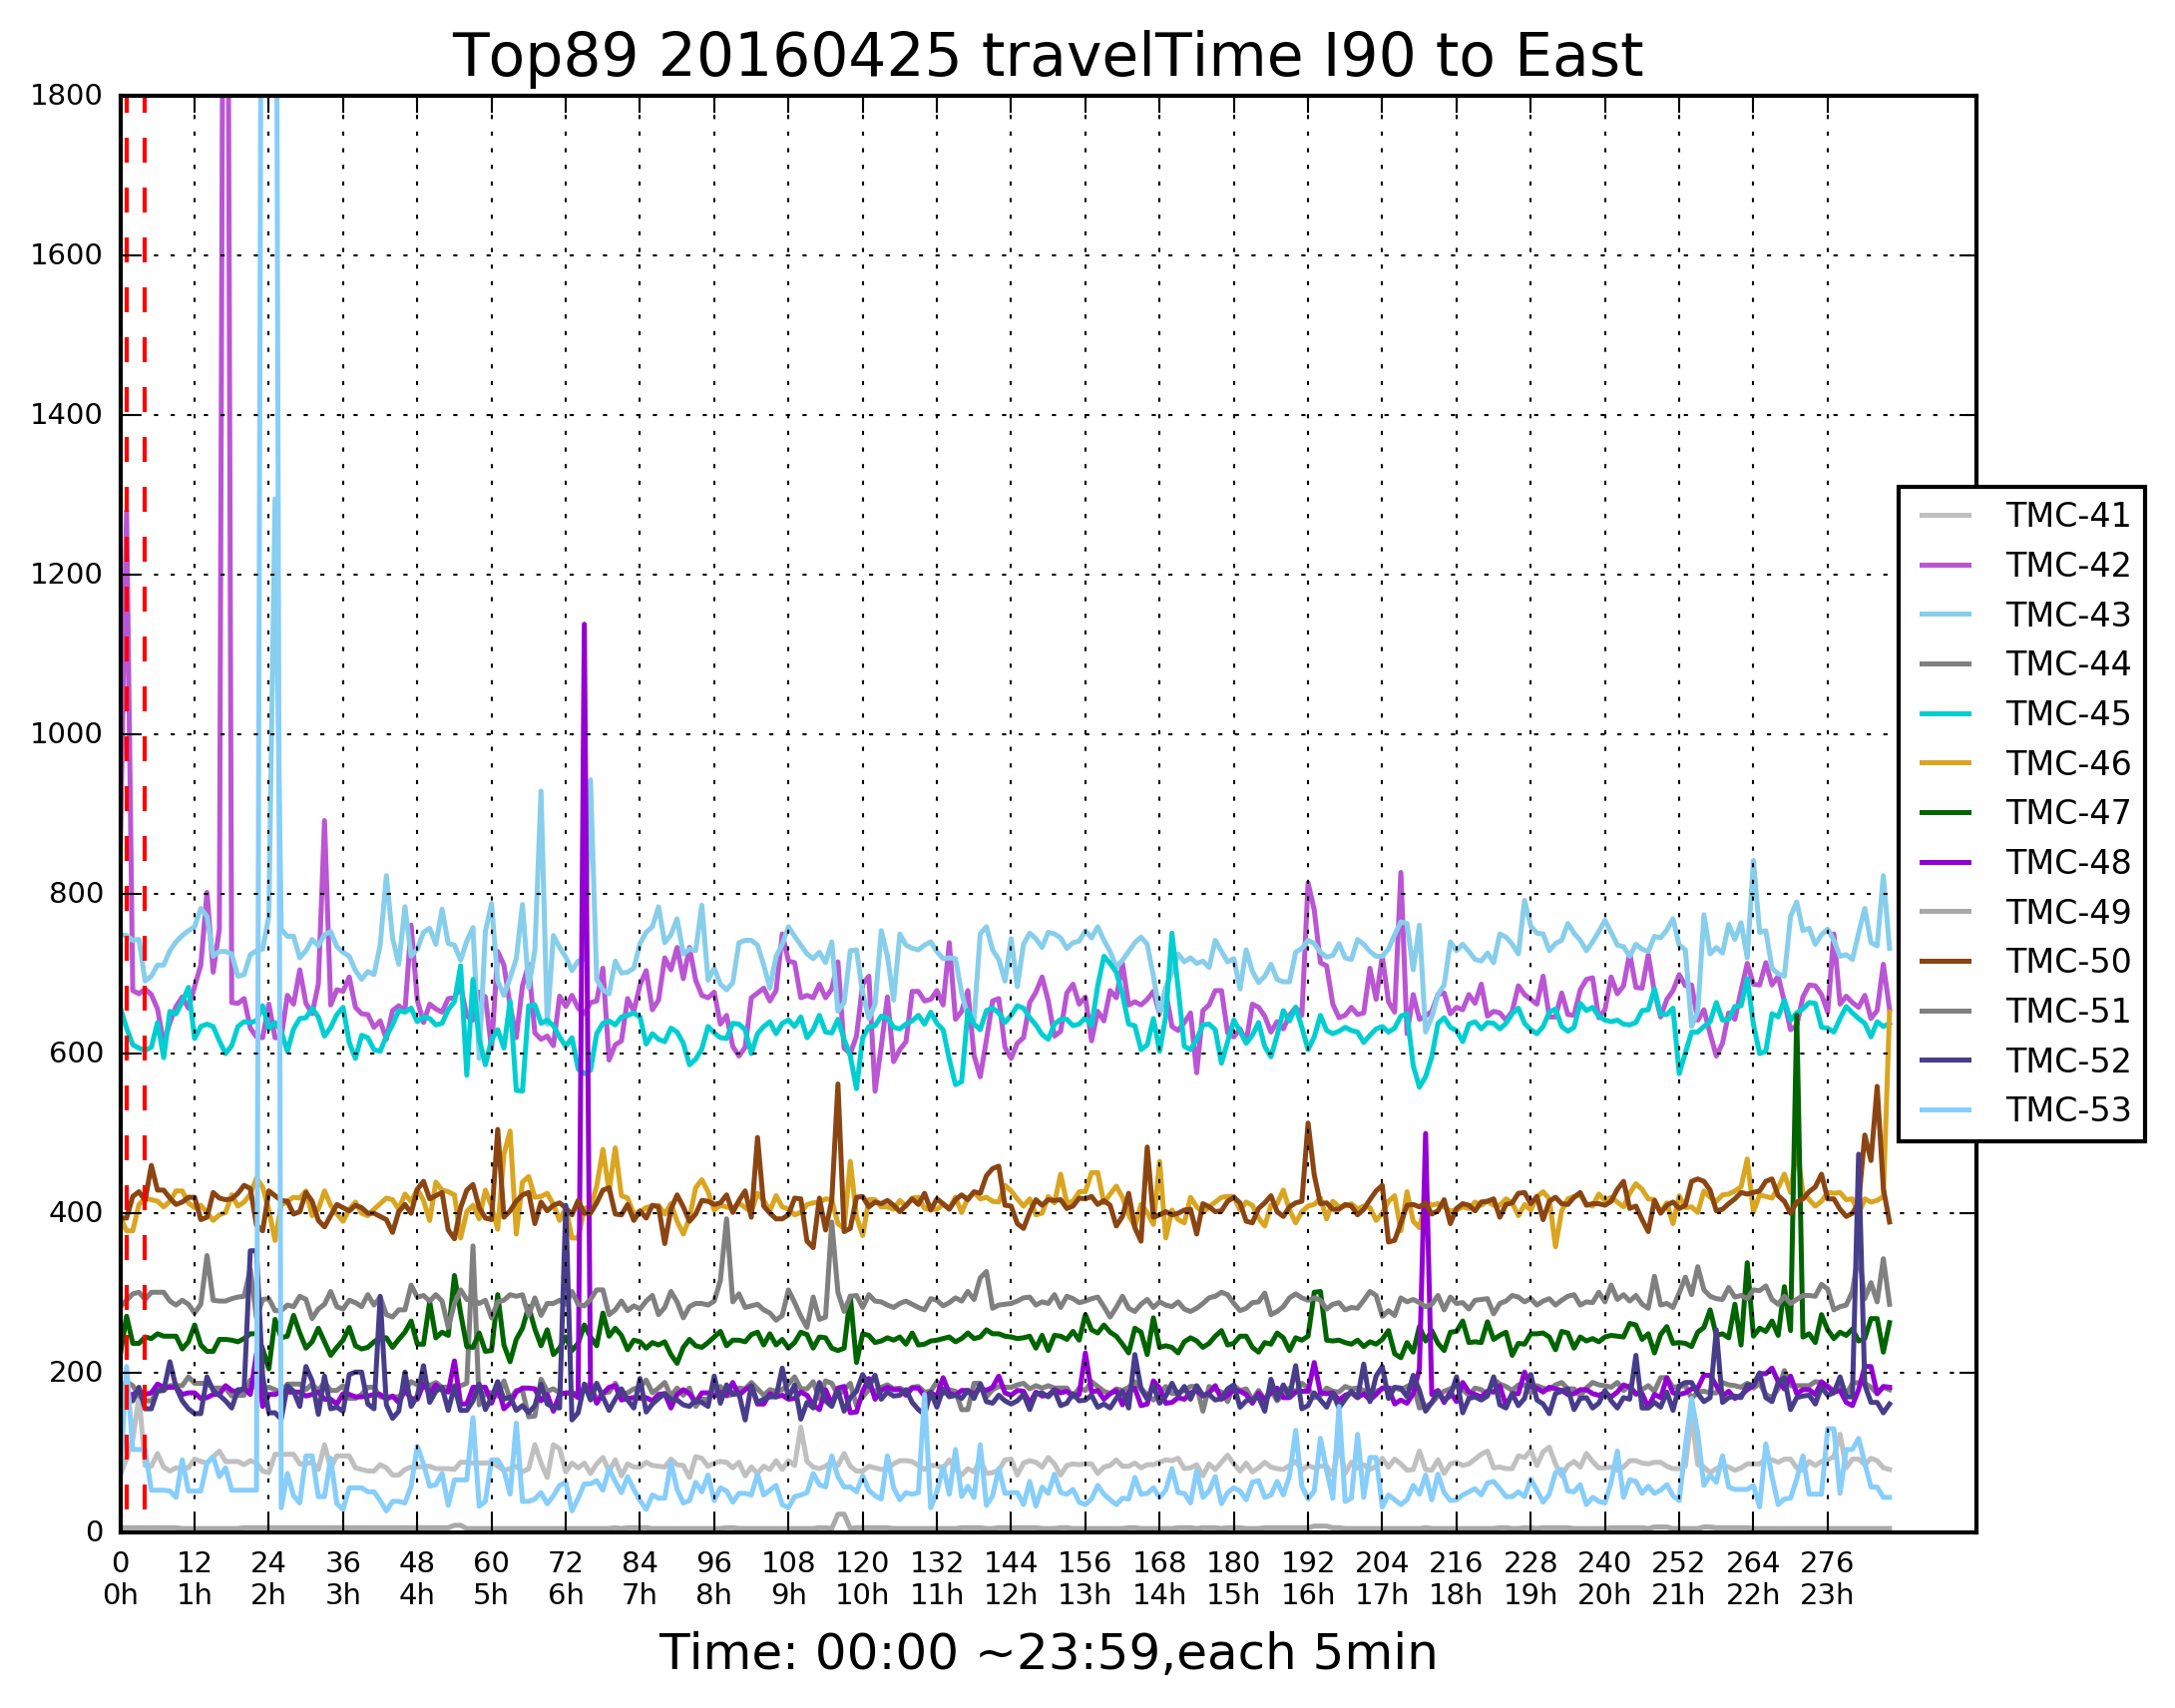 Top89 20160425 travelTime I90 to East
1800
1600
1400
1200
1000
800
600
400
200
0
TMC-41
TMC-42
TMC-43
TMC-44
TMC-45
TMC-46
TMC-47
TMC-48
TMC-49
TMC-50
TMC-51
TMC-52
TMC-53
0 12 24 36 48 60 72 84 96 108 120 132 144 156 168 180 192 204 216 228 240 252 264 276
0h 1h 2h 3h 4h 5h 6h 7h 8h 9h 10h 11h 12h 13h 14h 15h 16h 17h 18h 19h 20h 21h 22h 23h
Time: 00:00 ~23:59,each 5min